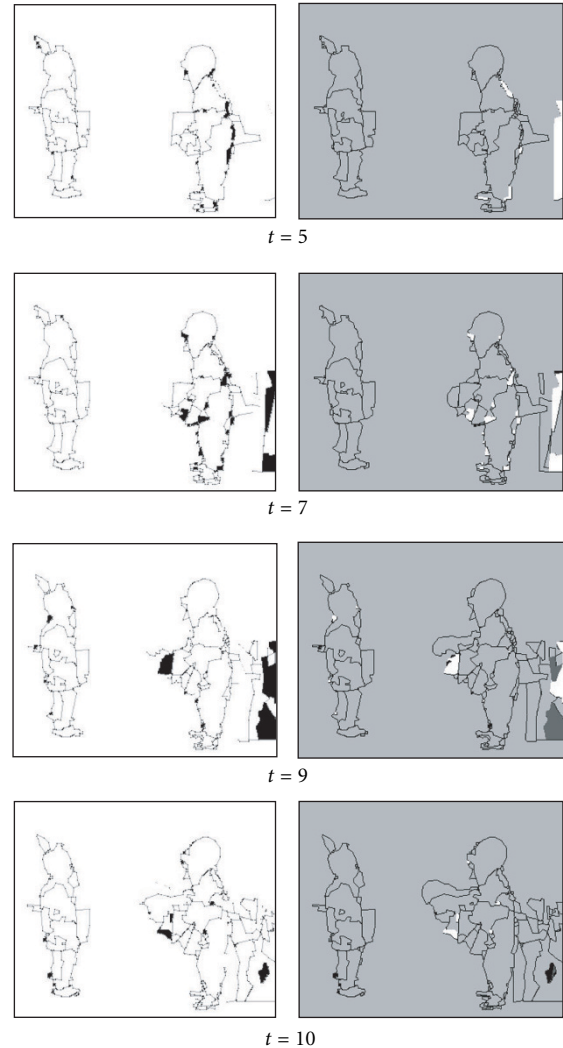 t = 5
t = 7
t = 9
t = 10